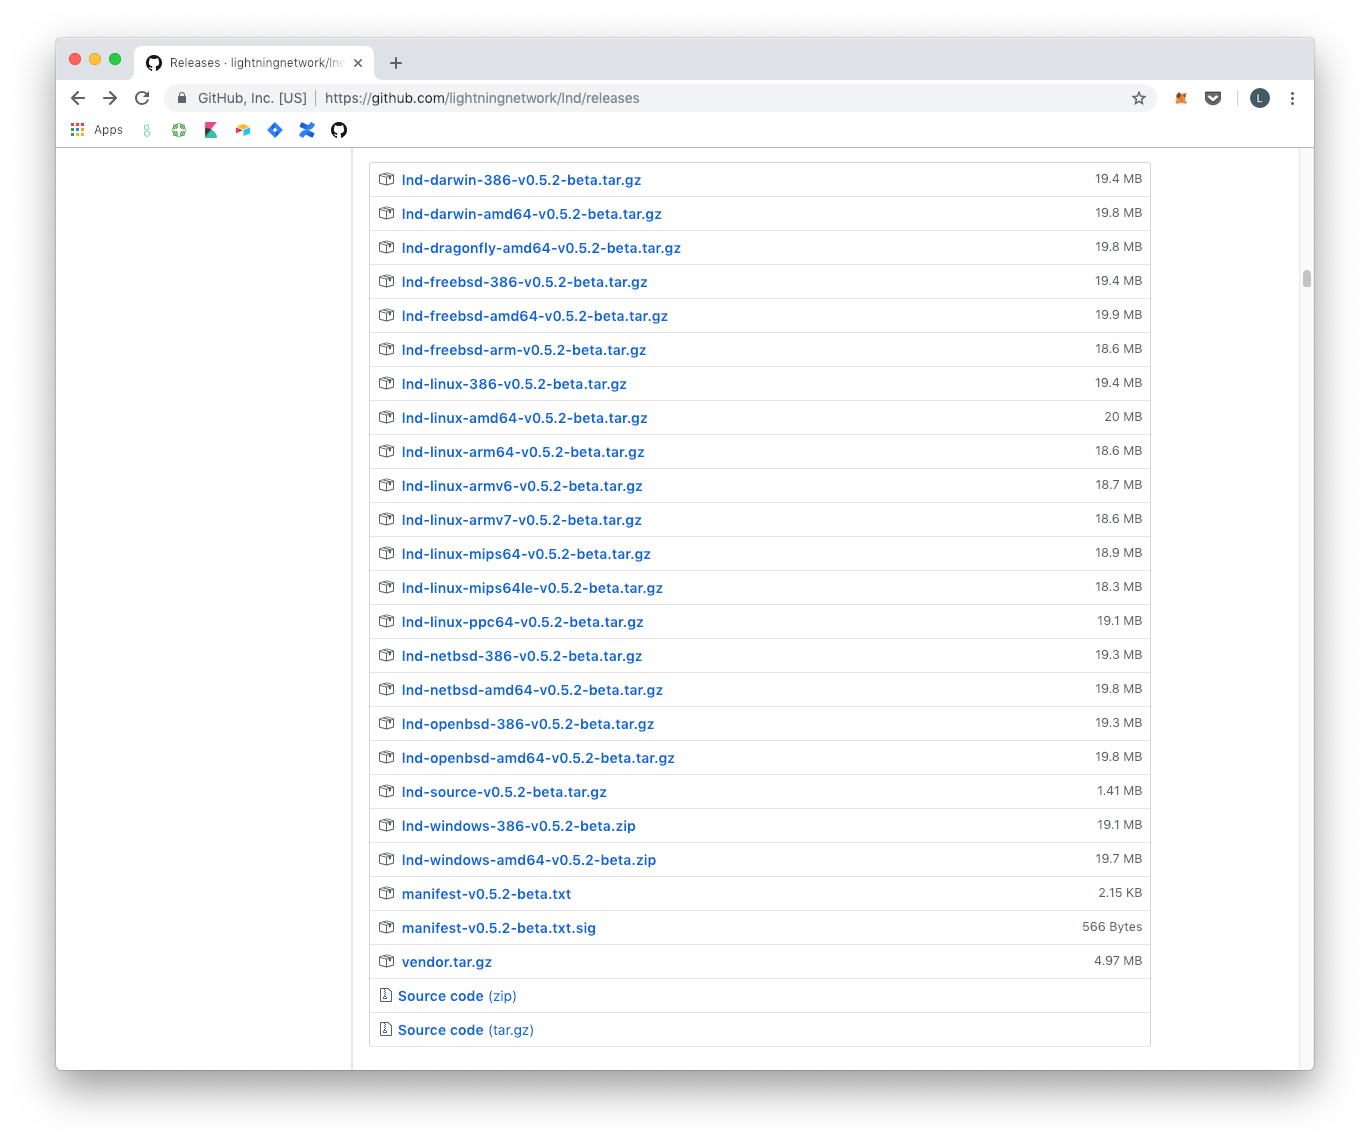 Releases · lightningnetwork/lnd
GitHub, Inc. [US] | https://github.com/lightningnetwork/lnd/releases
L
Apps
lnd-darwin-386-v0.5.2-beta.tar.gz 19.4 MB
lnd-darwin-amd64-v0.5.2-beta.tar.gz 19.8 MB
lnd-dragonfly-amd64-v0.5.2-beta.tar.gz 19.8 MB
lnd-freebsd-386-v0.5.2-beta.tar.gz 19.4 MB
lnd-freebsd-amd64-v0.5.2-beta.tar.gz 19.9 MB
lnd-freebsd-arm-v0.5.2-beta.tar.gz 18.6 MB
lnd-linux-386-v0.5.2-beta.tar.gz 19.4 MB
lnd-linux-amd64-v0.5.2-beta.tar.gz 20 MB
lnd-linux-arm64-v0.5.2-beta.tar.gz 18.6 MB
lnd-linux-armv6-v0.5.2-beta.tar.gz 18.7 MB
lnd-linux-armv7-v0.5.2-beta.tar.gz 18.6 MB
lnd-linux-mips64-v0.5.2-beta.tar.gz 18.9 MB
lnd-linux-mips64le-v0.5.2-beta.tar.gz 18.3 MB
lnd-linux-ppc64-v0.5.2-beta.tar.gz 19.1 MB
lnd-netbsd-386-v0.5.2-beta.tar.gz 19.3 MB
lnd-netbsd-amd64-v0.5.2-beta.tar.gz 19.8 MB
lnd-openbsd-386-v0.5.2-beta.tar.gz 19.3 MB
lnd-openbsd-amd64-v0.5.2-beta.tar.gz 19.8 MB
lnd-source-v0.5.2-beta.tar.gz 1.41 MB
lnd-windows-386-v0.5.2-beta.zip 19.1 MB
lnd-windows-amd64-v0.5.2-beta.zip 19.7 MB
manifest-v0.5.2-beta.txt 2.15 KB
manifest-v0.5.2-beta.txt.sig 566 Bytes
vendor.tar.gz 4.97 MB
Source code (zip)
Source code (tar.gz)